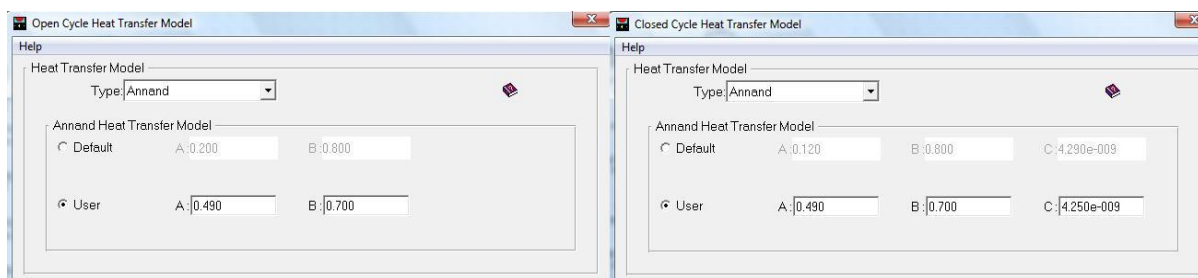 Open Cycle Heat Transfer Model
Help
Heat Transfer Model
Type: Annand
Annand Heat Transfer Model
Default A :0.200 B :0.800
User A : 0.490 B : 0.700
Closed Cycle Heat Transfer Model
Help
Heat Transfer Model
Type: Annand
Annand Heat Transfer Model
Default A :0.120 B :0.800 C :4.290e-009
User A : 0.490 B : 0.700 C : 4.250e-009